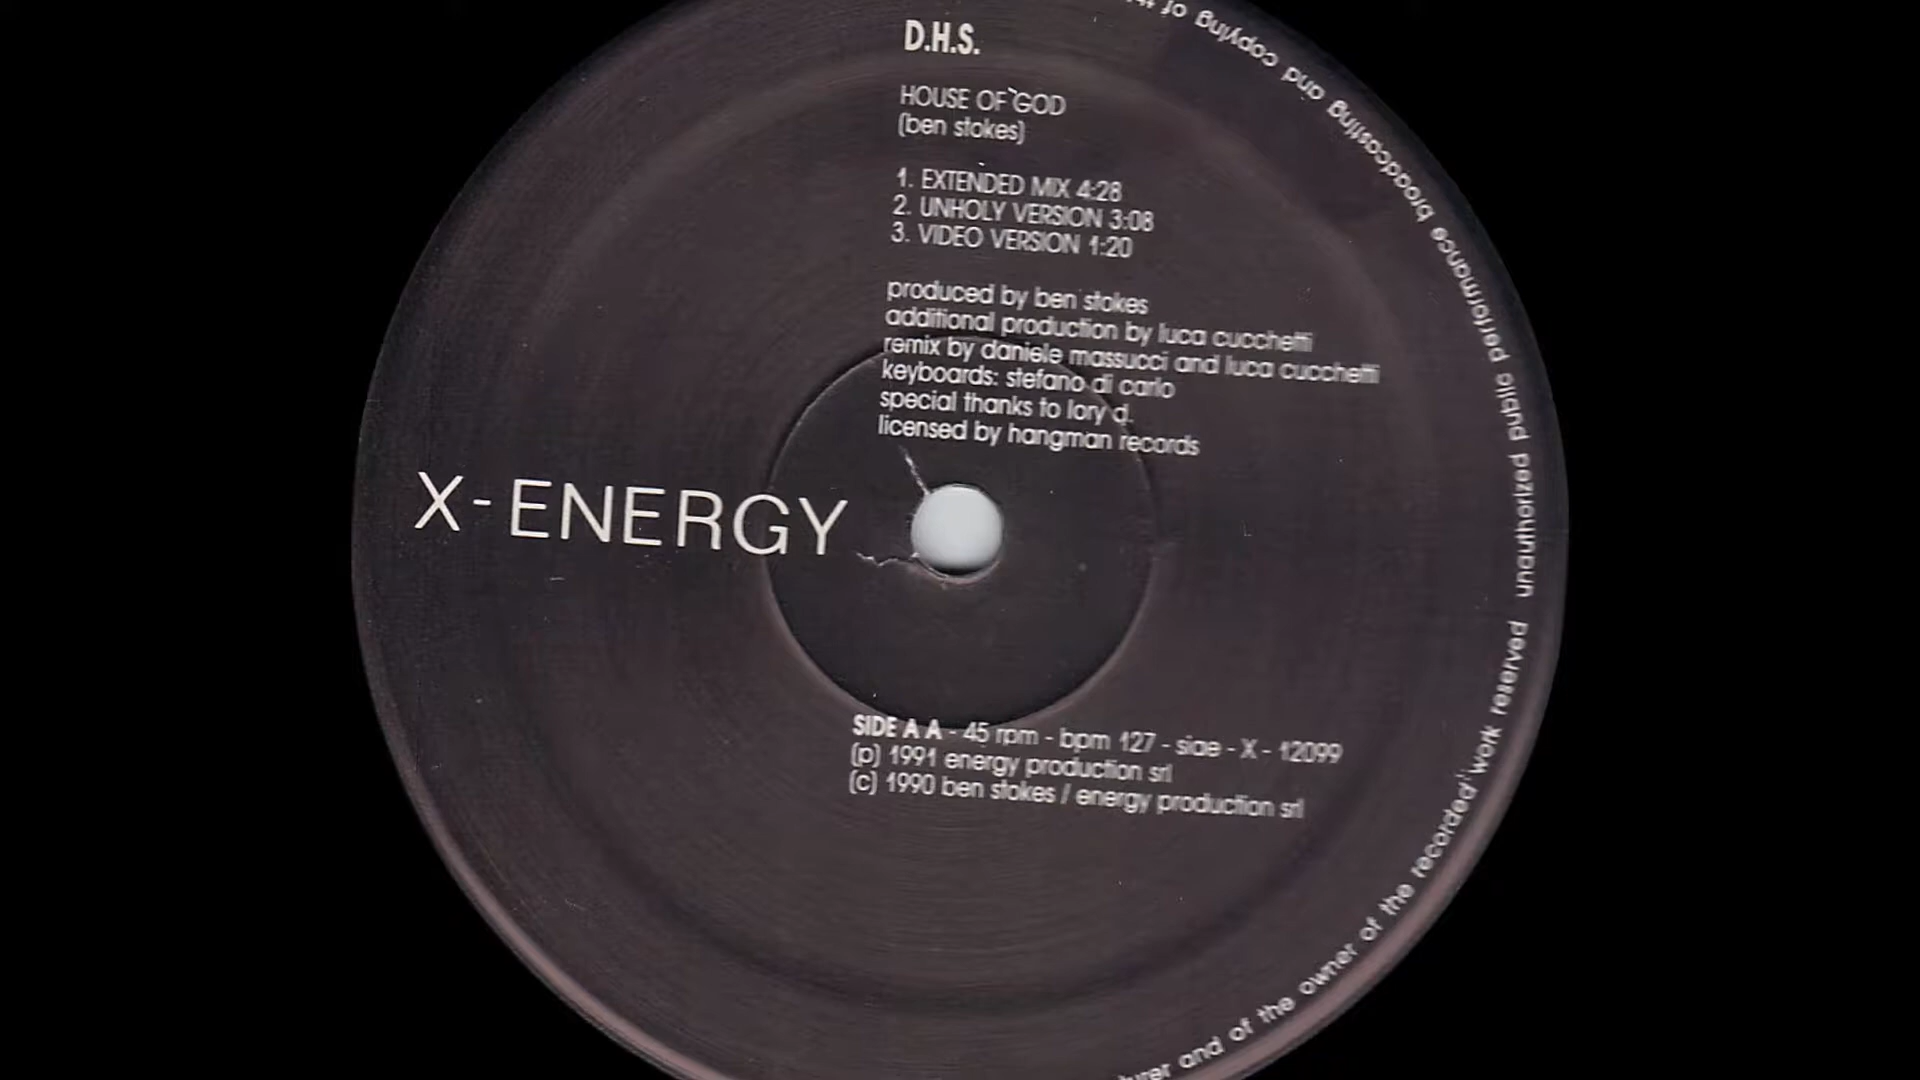 D.H.S.
HOUSE OF GOD
(ben stokes)
1. EXTENDED MIX 4:28
2. UNHOLY VERSION 3:08
3. VIDEO VERSION 1:20
produced by ben stokes
additional production by luca cucchetti
remix by daniele massucci and luca cucchetti
keyboards: stefano di carlo
special thanks to lory d.
licensed by hangman records
X-ENERGY
SIDE A A - 45 rpm - bpm 127 - siae - X - 12099
(p) 1991 energy production srl
(c) 1990 ben stokes / energy production srl
and of the owner of the recorded work reserved unauthorized public performance broadcasting and copying of